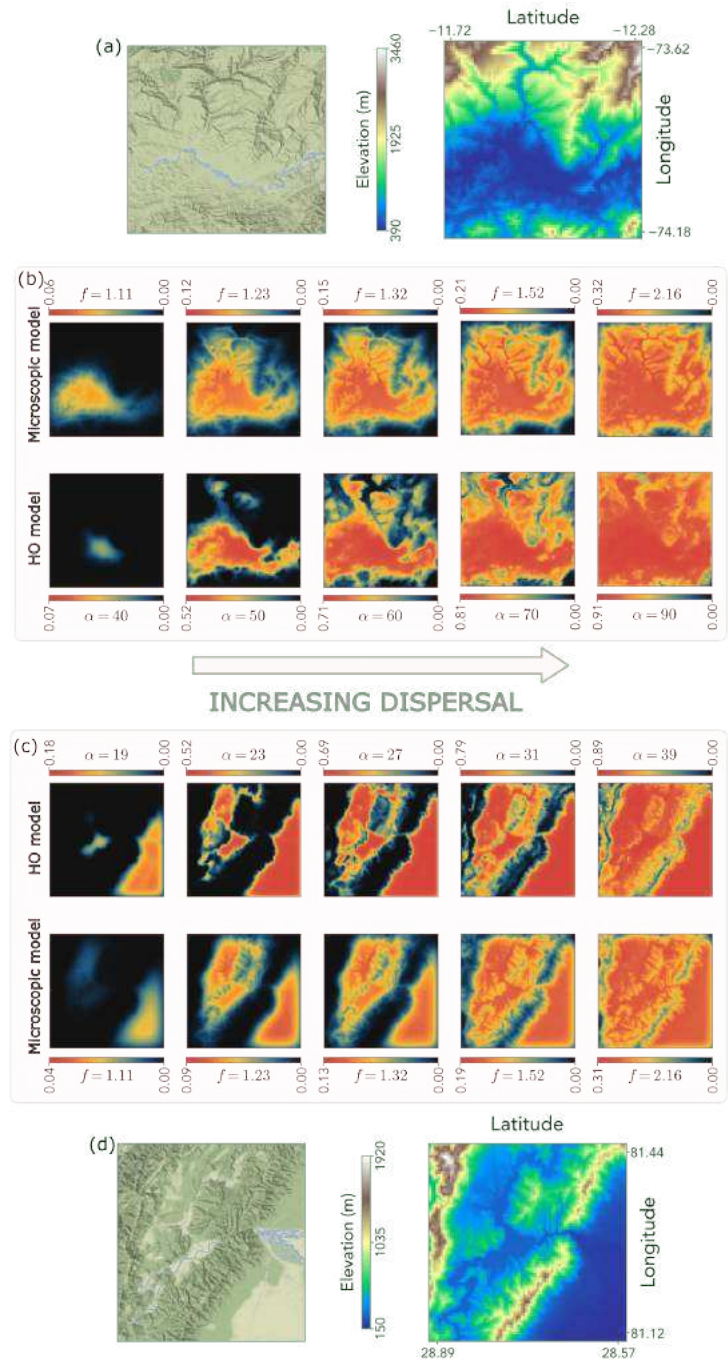 (a)
Latitude
−11.72
−12.28
−73.62
Longitude
−74.18
Elevation (m)
3460
1925
390
(b)
Microscopic model
0.06
f = 1.11
0.00
0.12
f = 1.23
0.00
0.15
f = 1.32
0.00
0.21
f = 1.52
0.00
0.32
f = 2.16
0.00
HO model
0.07
α = 40
0.00
0.52
α = 50
0.00
0.71
α = 60
0.00
0.81
α = 70
0.00
0.91
α = 90
0.00
INCREASING DISPERSAL
(c)
HO model
0.18
α = 19
0.00
0.52
α = 23
0.00
0.69
α = 27
0.00
0.79
α = 31
0.00
0.89
α = 39
0.00
Microscopic model
0.04
f = 1.11
0.00
0.09
f = 1.23
0.00
0.13
f = 1.32
0.00
0.19
f = 1.52
0.00
0.31
f = 2.16
0.00
(d)
Latitude
Elevation (m)
1920
1035
150
81.44
Longitude
81.12
28.89
28.57